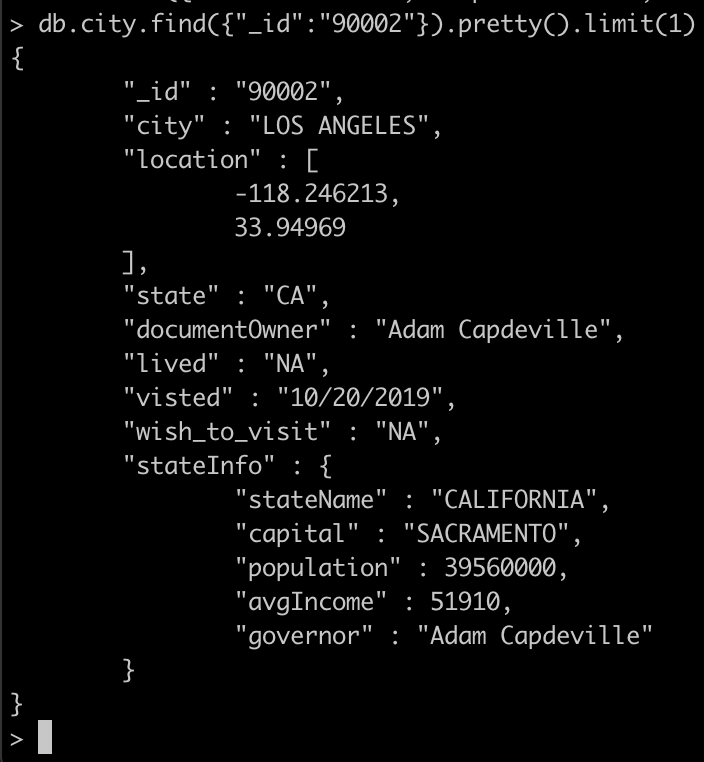 > db.city.find({"_id":"90002"}).pretty().limit(1)
{
        "_id" : "90002",
        "city" : "LOS ANGELES",
        "location" : [
                -118.246213,
                33.94969
        ],
        "state" : "CA",
        "documentOwner" : "Adam Capdeville",
        "lived" : "NA",
        "visted" : "10/20/2019",
        "wish_to_visit" : "NA",
        "stateInfo" : {
                "stateName" : "CALIFORNIA",
                "capital" : "SACRAMENTO",
                "population" : 39560000,
                "avgIncome" : 51910,
                "governor" : "Adam Capdeville"
        }
}
>